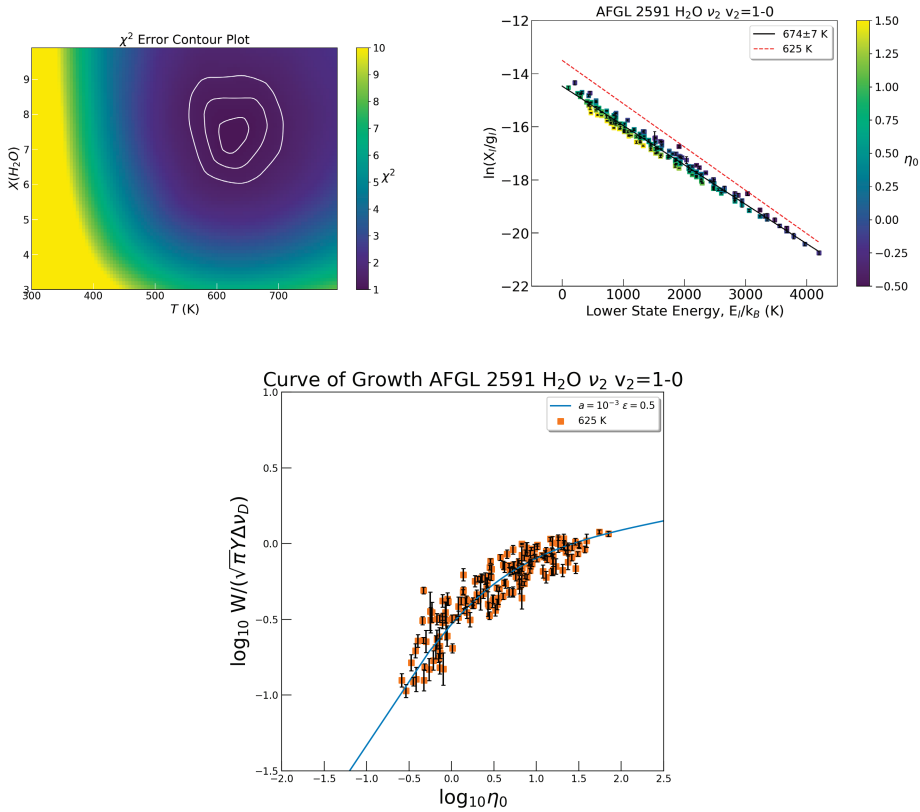 χ² Error Contour Plot
X(H₂O)
9
8
7
6
5
4
3
300 400 500 600 700
T (K)
10
9
8
7
6
5
4
3
2
1
χ²
AFGL 2591 H₂O ν₂ v₂=1-0
674±7 K
625 K
ln(Xₗ/gₗ)
−12
−14
−16
−18
−20
−22
0 1000 2000 3000 4000
Lower State Energy, Eₗ/k_B (K)
1.50
1.25
1.00
0.75
0.50
0.25
0.00
−0.25
−0.50
η₀
Curve of Growth AFGL 2591 H₂O ν₂ v₂=1-0
a = 10⁻³ ε = 0.5
625 K
log₁₀ W/(√πΥΔν_D)
1.0
0.5
0.0
−0.5
−1.0
−1.5
−2.0 −1.5 −1.0 −0.5 0.0 0.5 1.0 1.5 2.0 2.5
log₁₀η₀